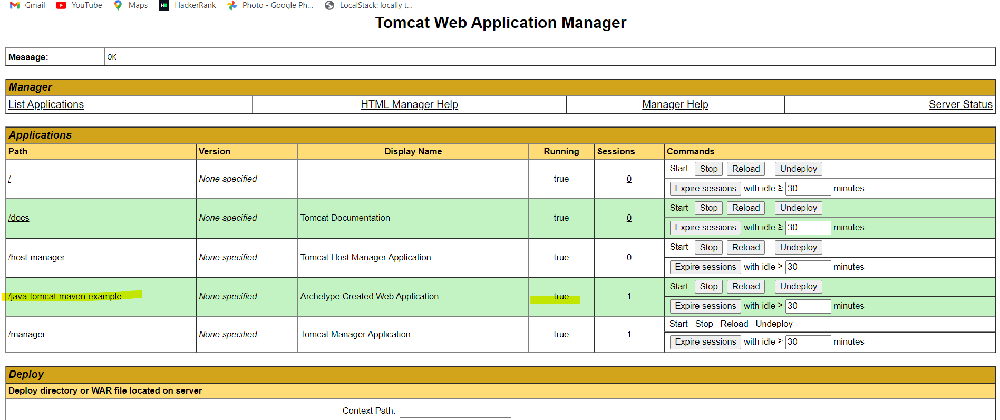 Gmail YouTube Maps HackerRank Photo - Google Ph... LocalStack: locally t...
Tomcat Web Application Manager
Message: OK
Manager
List Applications HTML Manager Help Manager Help Server Status
Applications
Path Version Display Name Running Sessions Commands
/ None specified true 0 Start Stop Reload Undeploy
Expire sessions with idle ≥ 30 minutes
/docs None specified Tomcat Documentation true 0 Start Stop Reload Undeploy
Expire sessions with idle ≥ 30 minutes
/host-manager None specified Tomcat Host Manager Application true 0 Start Stop Reload Undeploy
Expire sessions with idle ≥ 30 minutes
/java-tomcat-maven-example None specified Archetype Created Web Application true 1 Start Stop Reload Undeploy
Expire sessions with idle ≥ 30 minutes
/manager None specified Tomcat Manager Application true 1 Start Stop Reload Undeploy
Expire sessions with idle ≥ 30 minutes
Deploy
Deploy directory or WAR file located on server
Context Path: